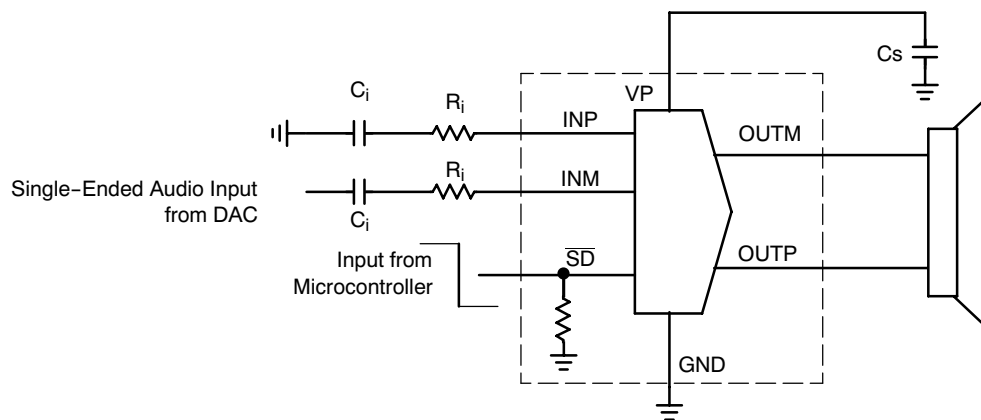 Cs
VP
Ci
Ri
INP
OUTM
Ri
INM
Single-Ended Audio Input
from DAC
Ci
OUTP
SD
Input from
Microcontroller
GND